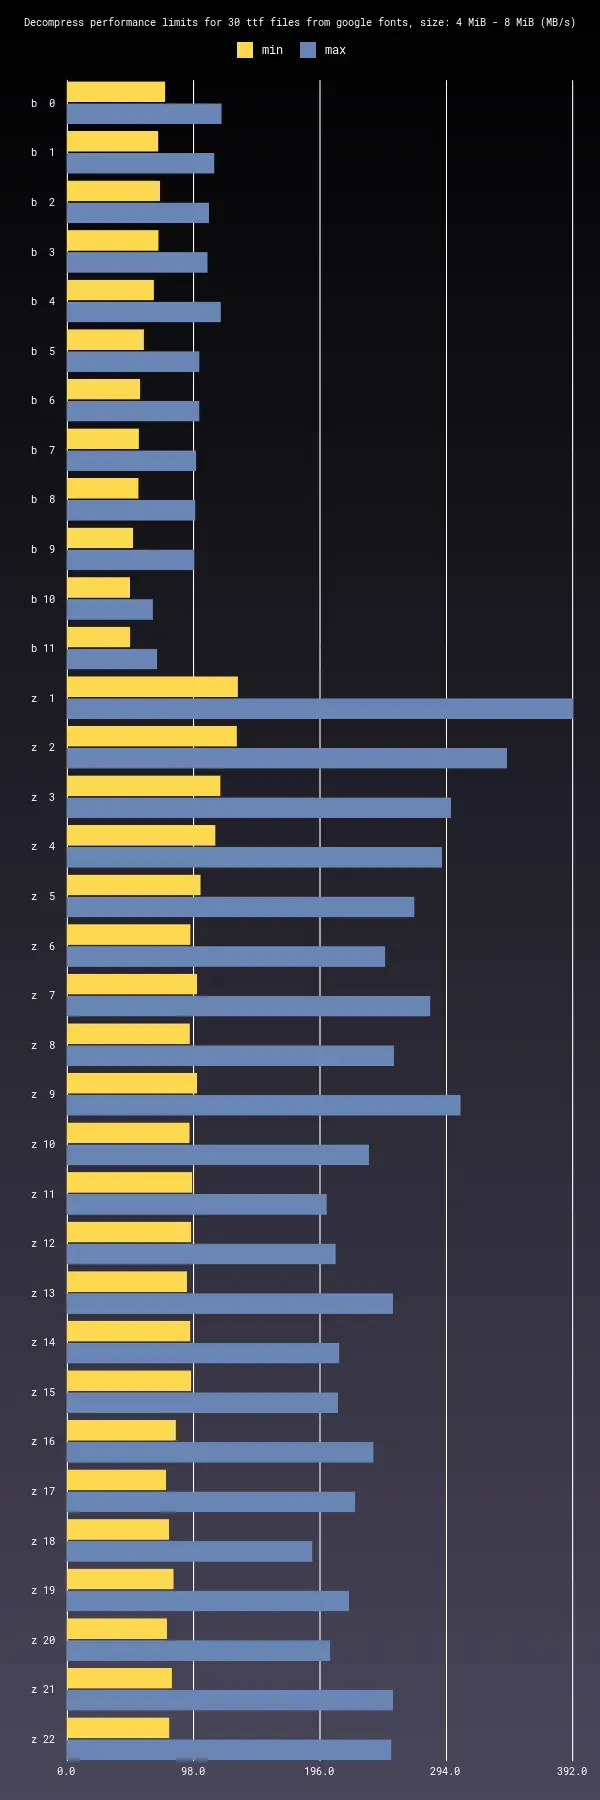 Decompress performance limits for 30 ttf files from google fonts, size: 4 MiB - 8 MiB (MB/s)
min max
b 0
b 1
b 2
b 3
b 4
b 5
b 6
b 7
b 8
b 9
b 10
b 11
z 1
z 2
z 3
z 4
z 5
z 6
z 7
z 8
z 9
z 10
z 11
z 12
z 13
z 14
z 15
z 16
z 17
z 18
z 19
z 20
z 21
z 22
0.0 98.0 196.0 294.0 392.0